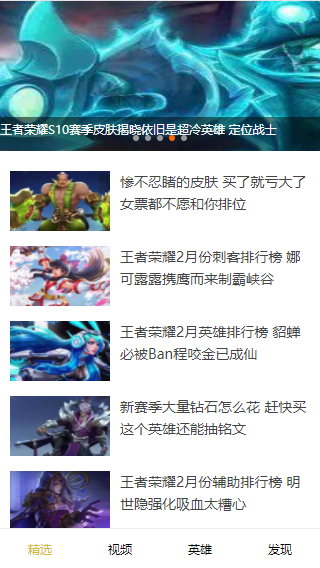 王者荣耀S10赛季皮肤揭晓依旧是超冷英雄 定位战士
惨不忍睹的皮肤 买了就亏大了
女票都不愿和你排位
王者荣耀2月份刺客排行榜 娜
可露露携鹰而来制霸峡谷
王者荣耀2月英雄排行榜 貂蝉
必被Ban程咬金已成仙
新赛季大量钻石怎么花 赶快买
这个英雄还能抽铭文
王者荣耀2月份辅助排行榜 明
世隐强化吸血太糟心
精选
视频
英雄
发现